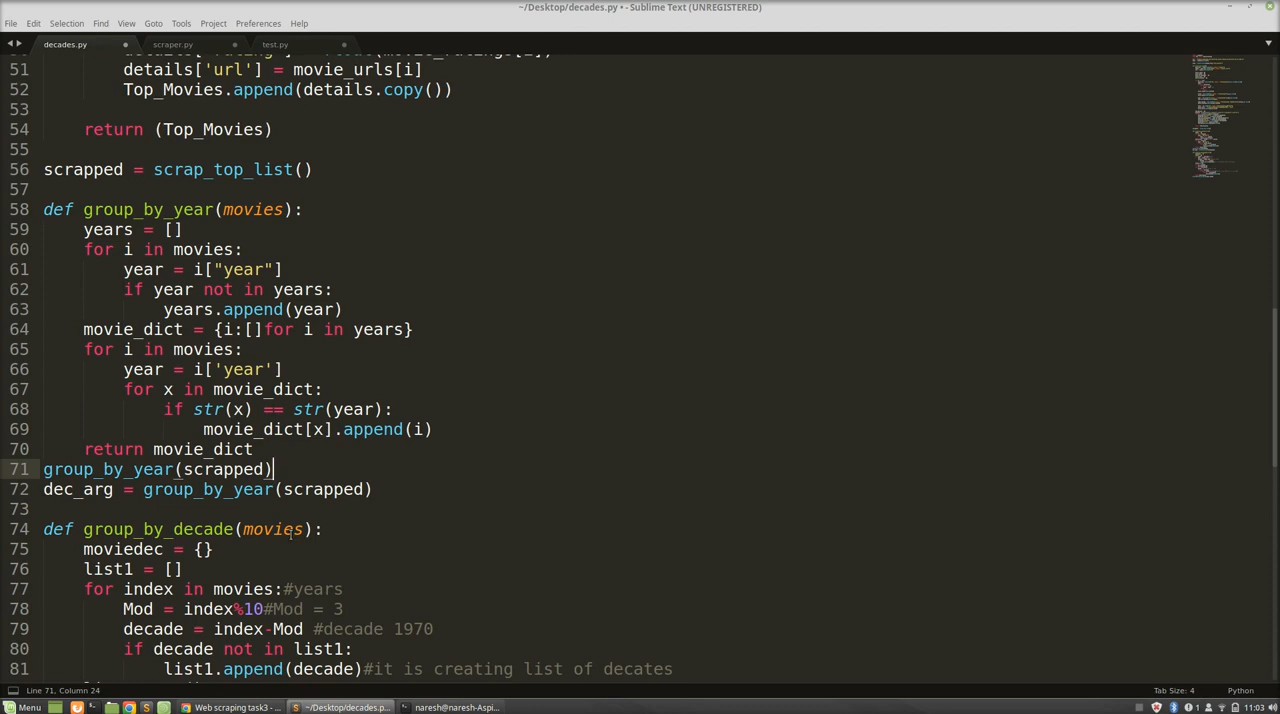 ~/Desktop/decades.py • - Sublime Text (UNREGISTERED)
File Edit Selection Find View Goto Tools Project Preferences Help
decades.py scraper.py test.py
51 details['url'] = movie_urls[i]
52 Top_Movies.append(details.copy())
53
54 return (Top_Movies)
55
56 scrapped = scrap_top_list()
57
58 def group_by_year(movies):
59 years = []
60 for i in movies:
61 year = i["year"]
62 if year not in years:
63 years.append(year)
64 movie_dict = {i:[]for i in years}
65 for i in movies:
66 year = i['year']
67 for x in movie_dict:
68 if str(x) == str(year):
69 movie_dict[x].append(i)
70 return movie_dict
71 group_by_year(scrapped)
72 dec_arg = group_by_year(scrapped)
73
74 def group_by_decade(movies):
75 moviedec = {}
76 list1 = []
77 for index in movies:#years
78 Mod = index%10#Mod = 3
79 decade = index-Mod #decade 1970
80 if decade not in list1:
81 list1.append(decade)#it is creating list of decates
Line 71, Column 24 Tab Size: 4 Python
Menu Web scraping task3 - ... ~/Desktop/decades.p... naresh@naresh-Aspi... 1 11:03